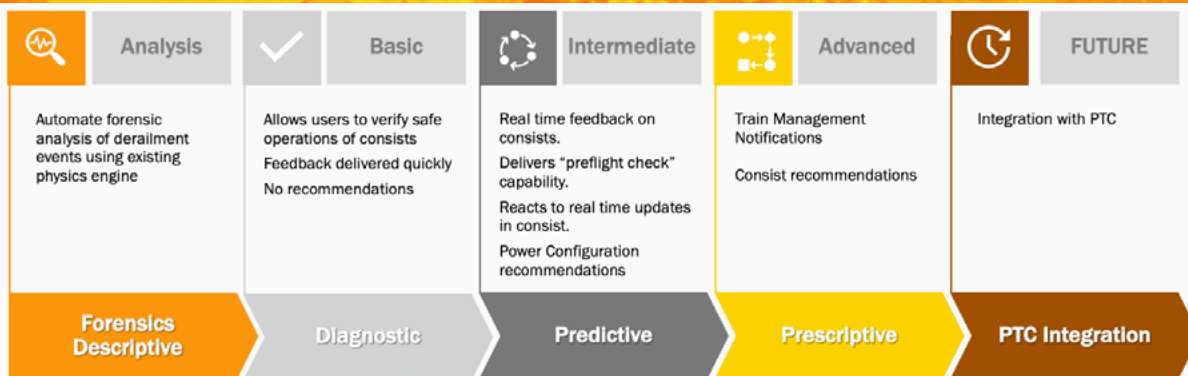 Analysis
Automate forensic
analysis of derailment
events using existing
physics engine
Forensics
Descriptive
Basic
Allows users to verify safe
operations of consists
Feedback delivered quickly
No recommendations
Diagnostic
Intermediate
Real time feedback on
consists.
Delivers “preflight check”
capability.
Reacts to real time updates
in consist.
Power Configuration
recommendations
Predictive
Advanced
Train Management
Notifications
Consist recommendations
Prescriptive
FUTURE
Integration with PTC
PTC Integration